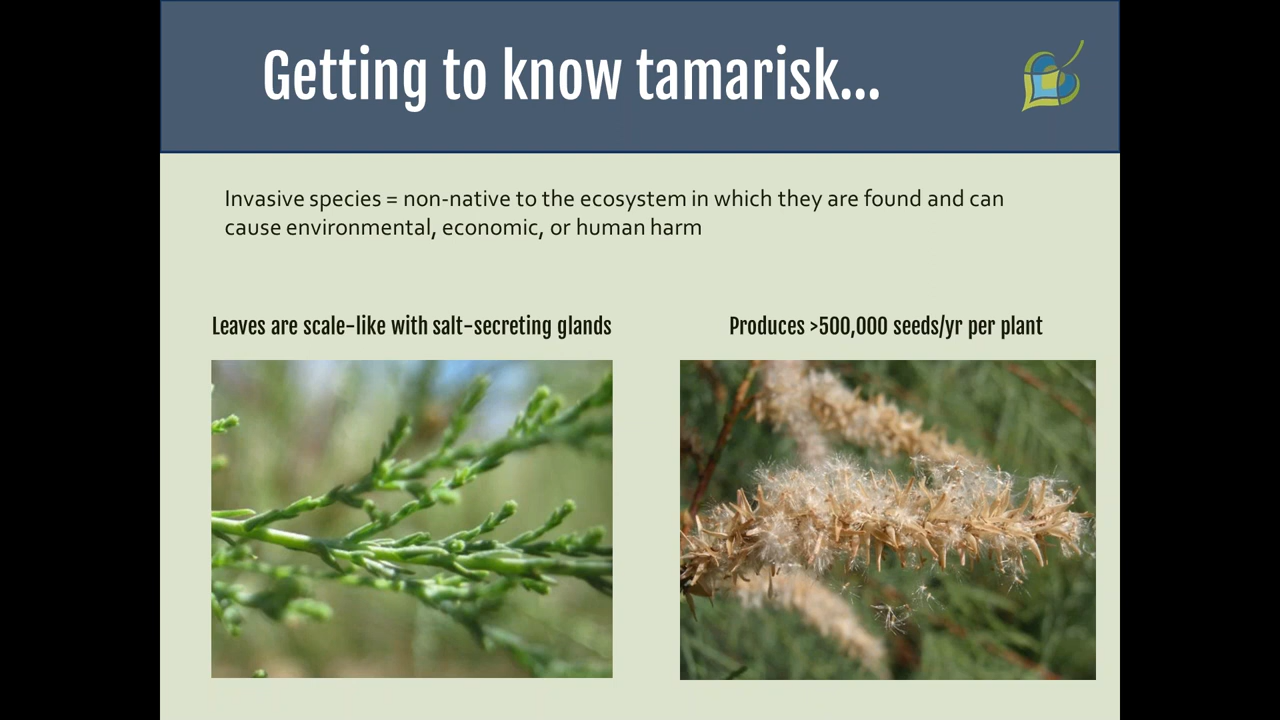 Getting to know tamarisk...
Invasive species = non-native to the ecosystem in which they are found and can
cause environmental, economic, or human harm
Leaves are scale-like with salt-secreting glands
Produces >500,000 seeds/yr per plant